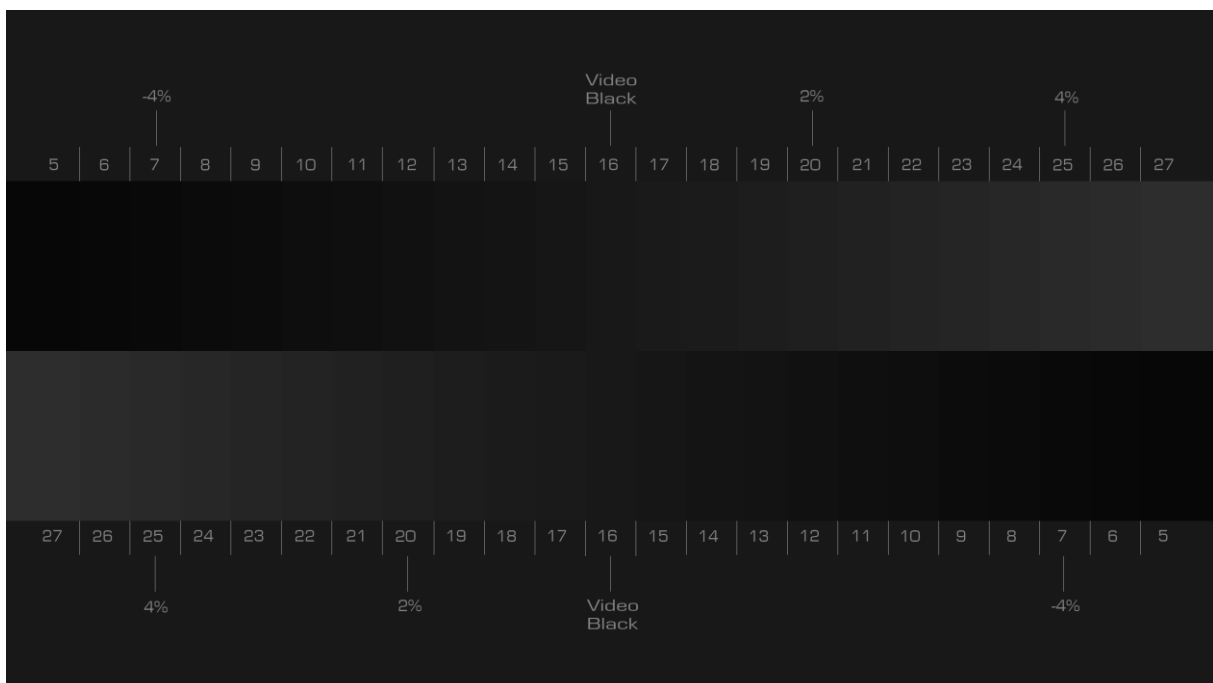 Video
Black
-4% 2% 4%
5 6 7 8 9 10 11 12 13 14 15 16 17 18 19 20 21 22 23 24 25 26 27
27 26 25 24 23 22 21 20 19 18 17 16 15 14 13 12 11 10 9 8 7 6 5
4% 2% Video -4%
Black